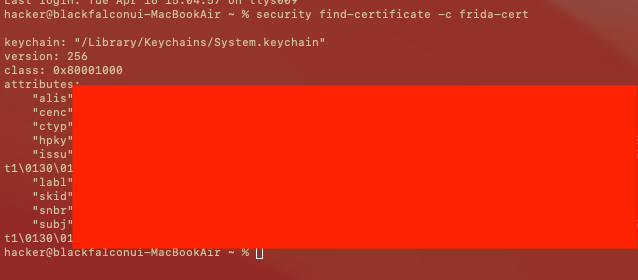 Last login: Tue Apr 18 15:04:57 on ttys009
hacker@blackfalconui-MacBookAir ~ % security find-certificate -c frida-cert
keychain: "/Library/Keychains/System.keychain"
version: 256
class: 0x80001000
attributes:
"alis"
"cenc"
"ctyp"
"hpky"
"issu"
t1\0130\01
"labl"
"skid"
"snbr"
"subj"
t1\0130\01
hacker@blackfalconui-MacBookAir ~ %